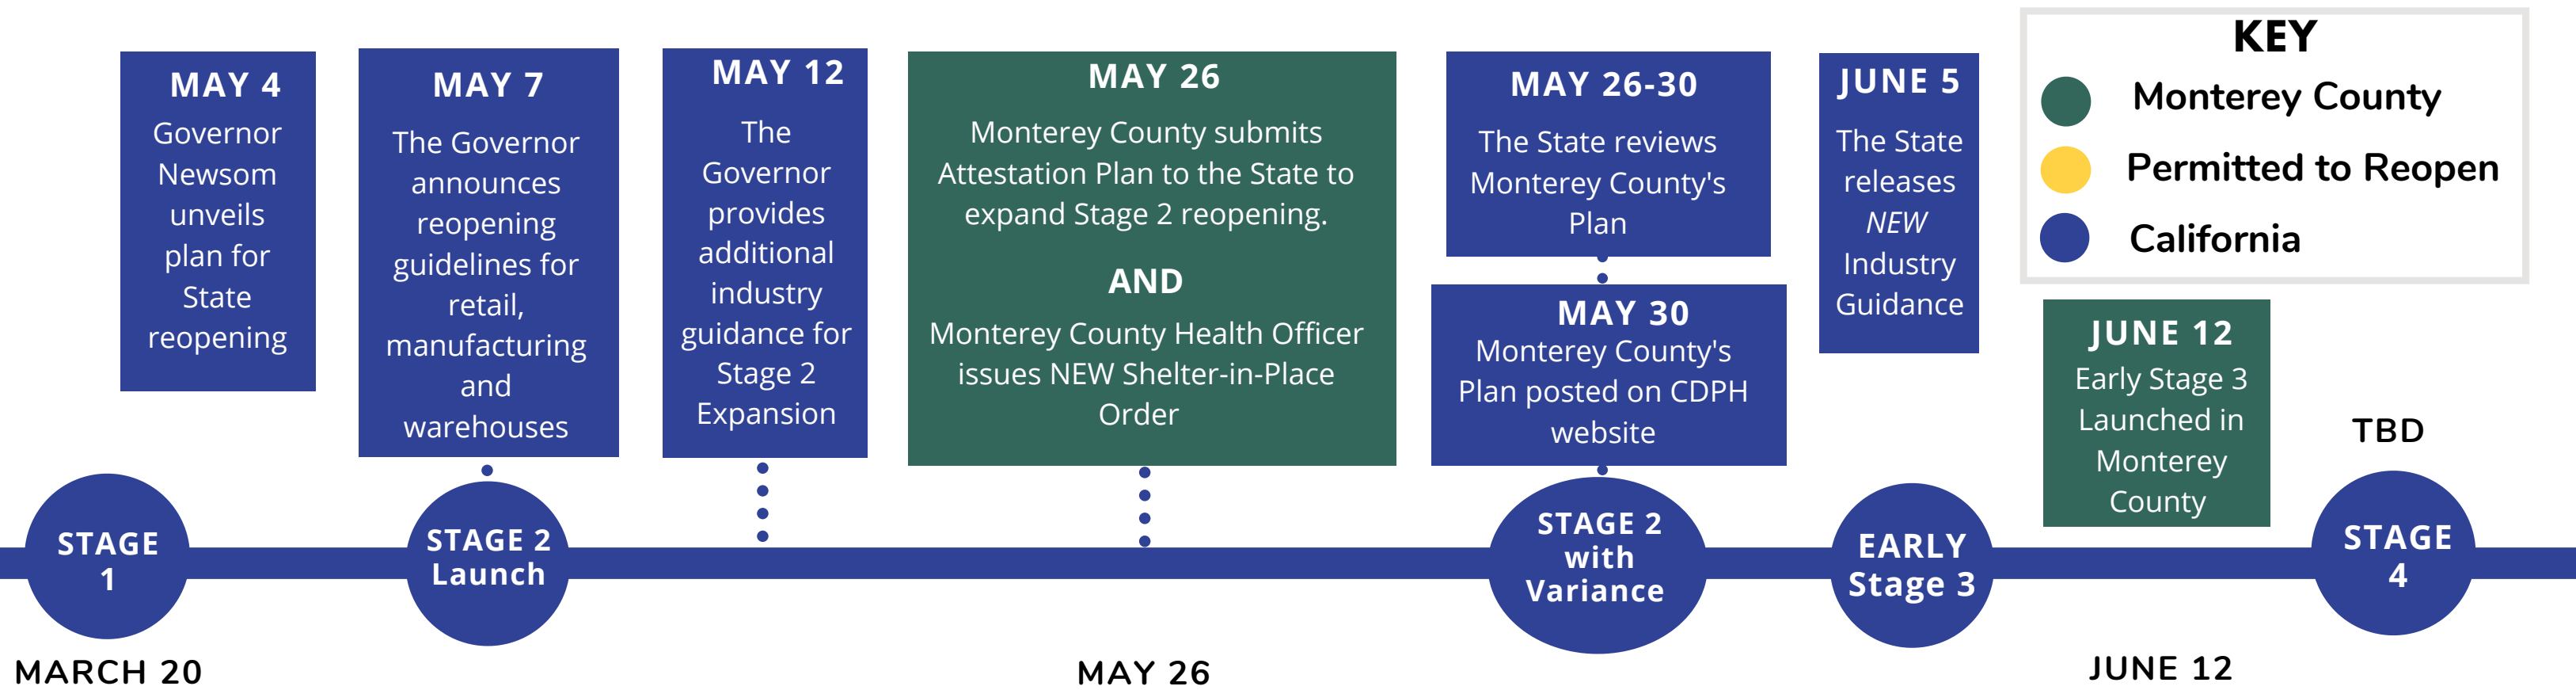 MAY 4
Governor
Newsom
unveils
plan for
State
reopening
MAY 7
The Governor
announces
reopening
guidelines for
retail,
manufacturing
and
warehouses
MAY 12
The
Governor
provides
additional
industry
guidance for
Stage 2
Expansion
MAY 26
Monterey County submits
Attestation Plan to the State to
expand Stage 2 reopening.
AND
Monterey County Health Officer
issues NEW Shelter-in-Place
Order
MAY 26-30
The State reviews
Monterey County's
Plan
MAY 30
Monterey County's
Plan posted on CDPH
website
JUNE 5
The State
releases
NEW
Industry
Guidance
KEY
Monterey County
Permitted to Reopen
California
JUNE 12
Early Stage 3
Launched in
Monterey
County
TBD
STAGE
1
STAGE 2
Launch
STAGE 2
with
Variance
EARLY
Stage 3
STAGE
4
MARCH 20
MAY 26
JUNE 12